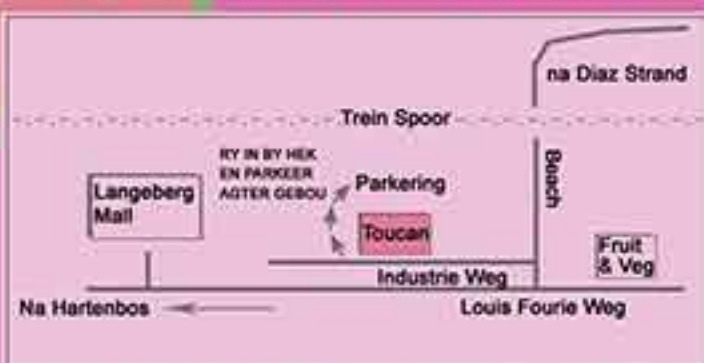 na Diaz Strand
Trein Spoor
RY IN BY HEK
EN PARKEER
AGTER GEBOU
Parkering
Langeberg
Mall
Toucan
Beach
Fruit
& Veg
Industrie Weg
Na Hartenbos
Louis Fourie Weg